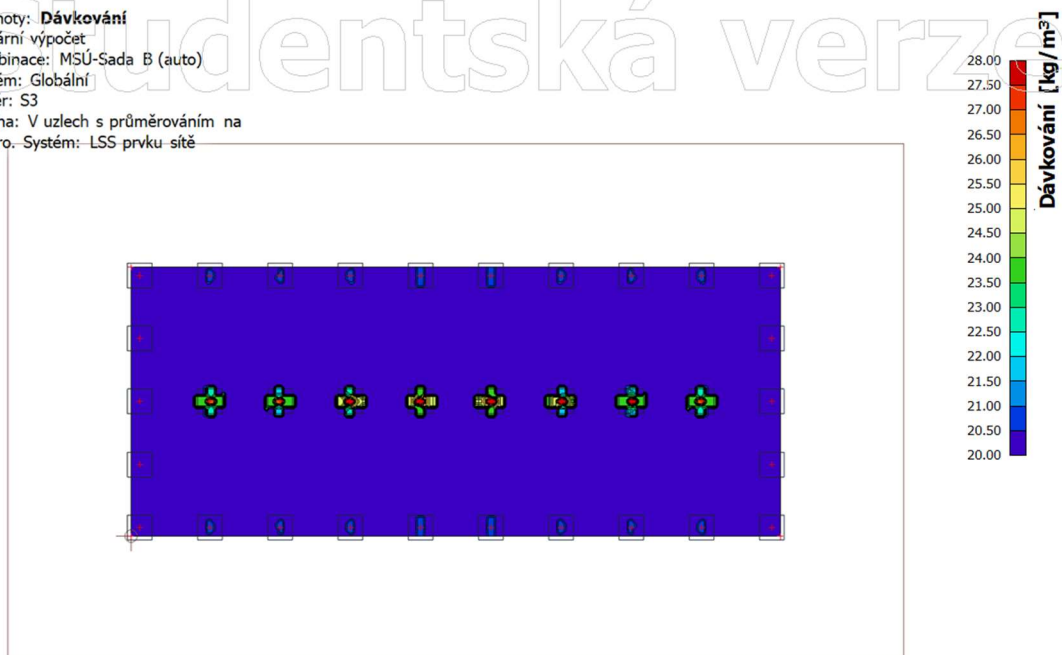 noty: Dávkování
ární výpočet
binace: MSÚ-Sada B (auto)
ém: Globální
ěr: S3
ha: V uzlech s průměrováním na
ro. Systém: LSS prvku sítě
studentská verze
Dávkování [kg/m³]
28.00
27.50
27.00
26.50
26.00
25.50
25.00
24.50
24.00
23.50
23.00
22.50
22.00
21.50
21.00
20.50
20.00